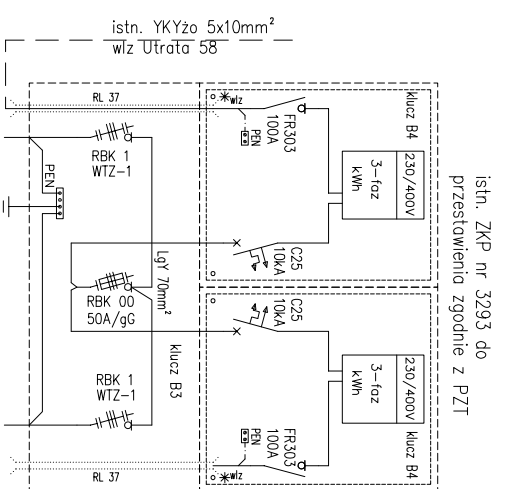 istn. YKYżo 5x10mm²
wlz Utrata 58
RL 37
wlz
PEN
FR303
100A
klucz B4
230/400V
3-faz
kWh
istn. ZKP nr 3293 do
przestawienia zgodnie z PZT
RBK 1
WTZ-1
PEN
C25
10kA
LgY 70mm²
RBK 00
50A/gG
C25
10kA
klucz B3
230/400V
3-faz
kWh
klucz B4
RBK 1
WTZ-1
PEN
FR303
100A
wlz
RL 37